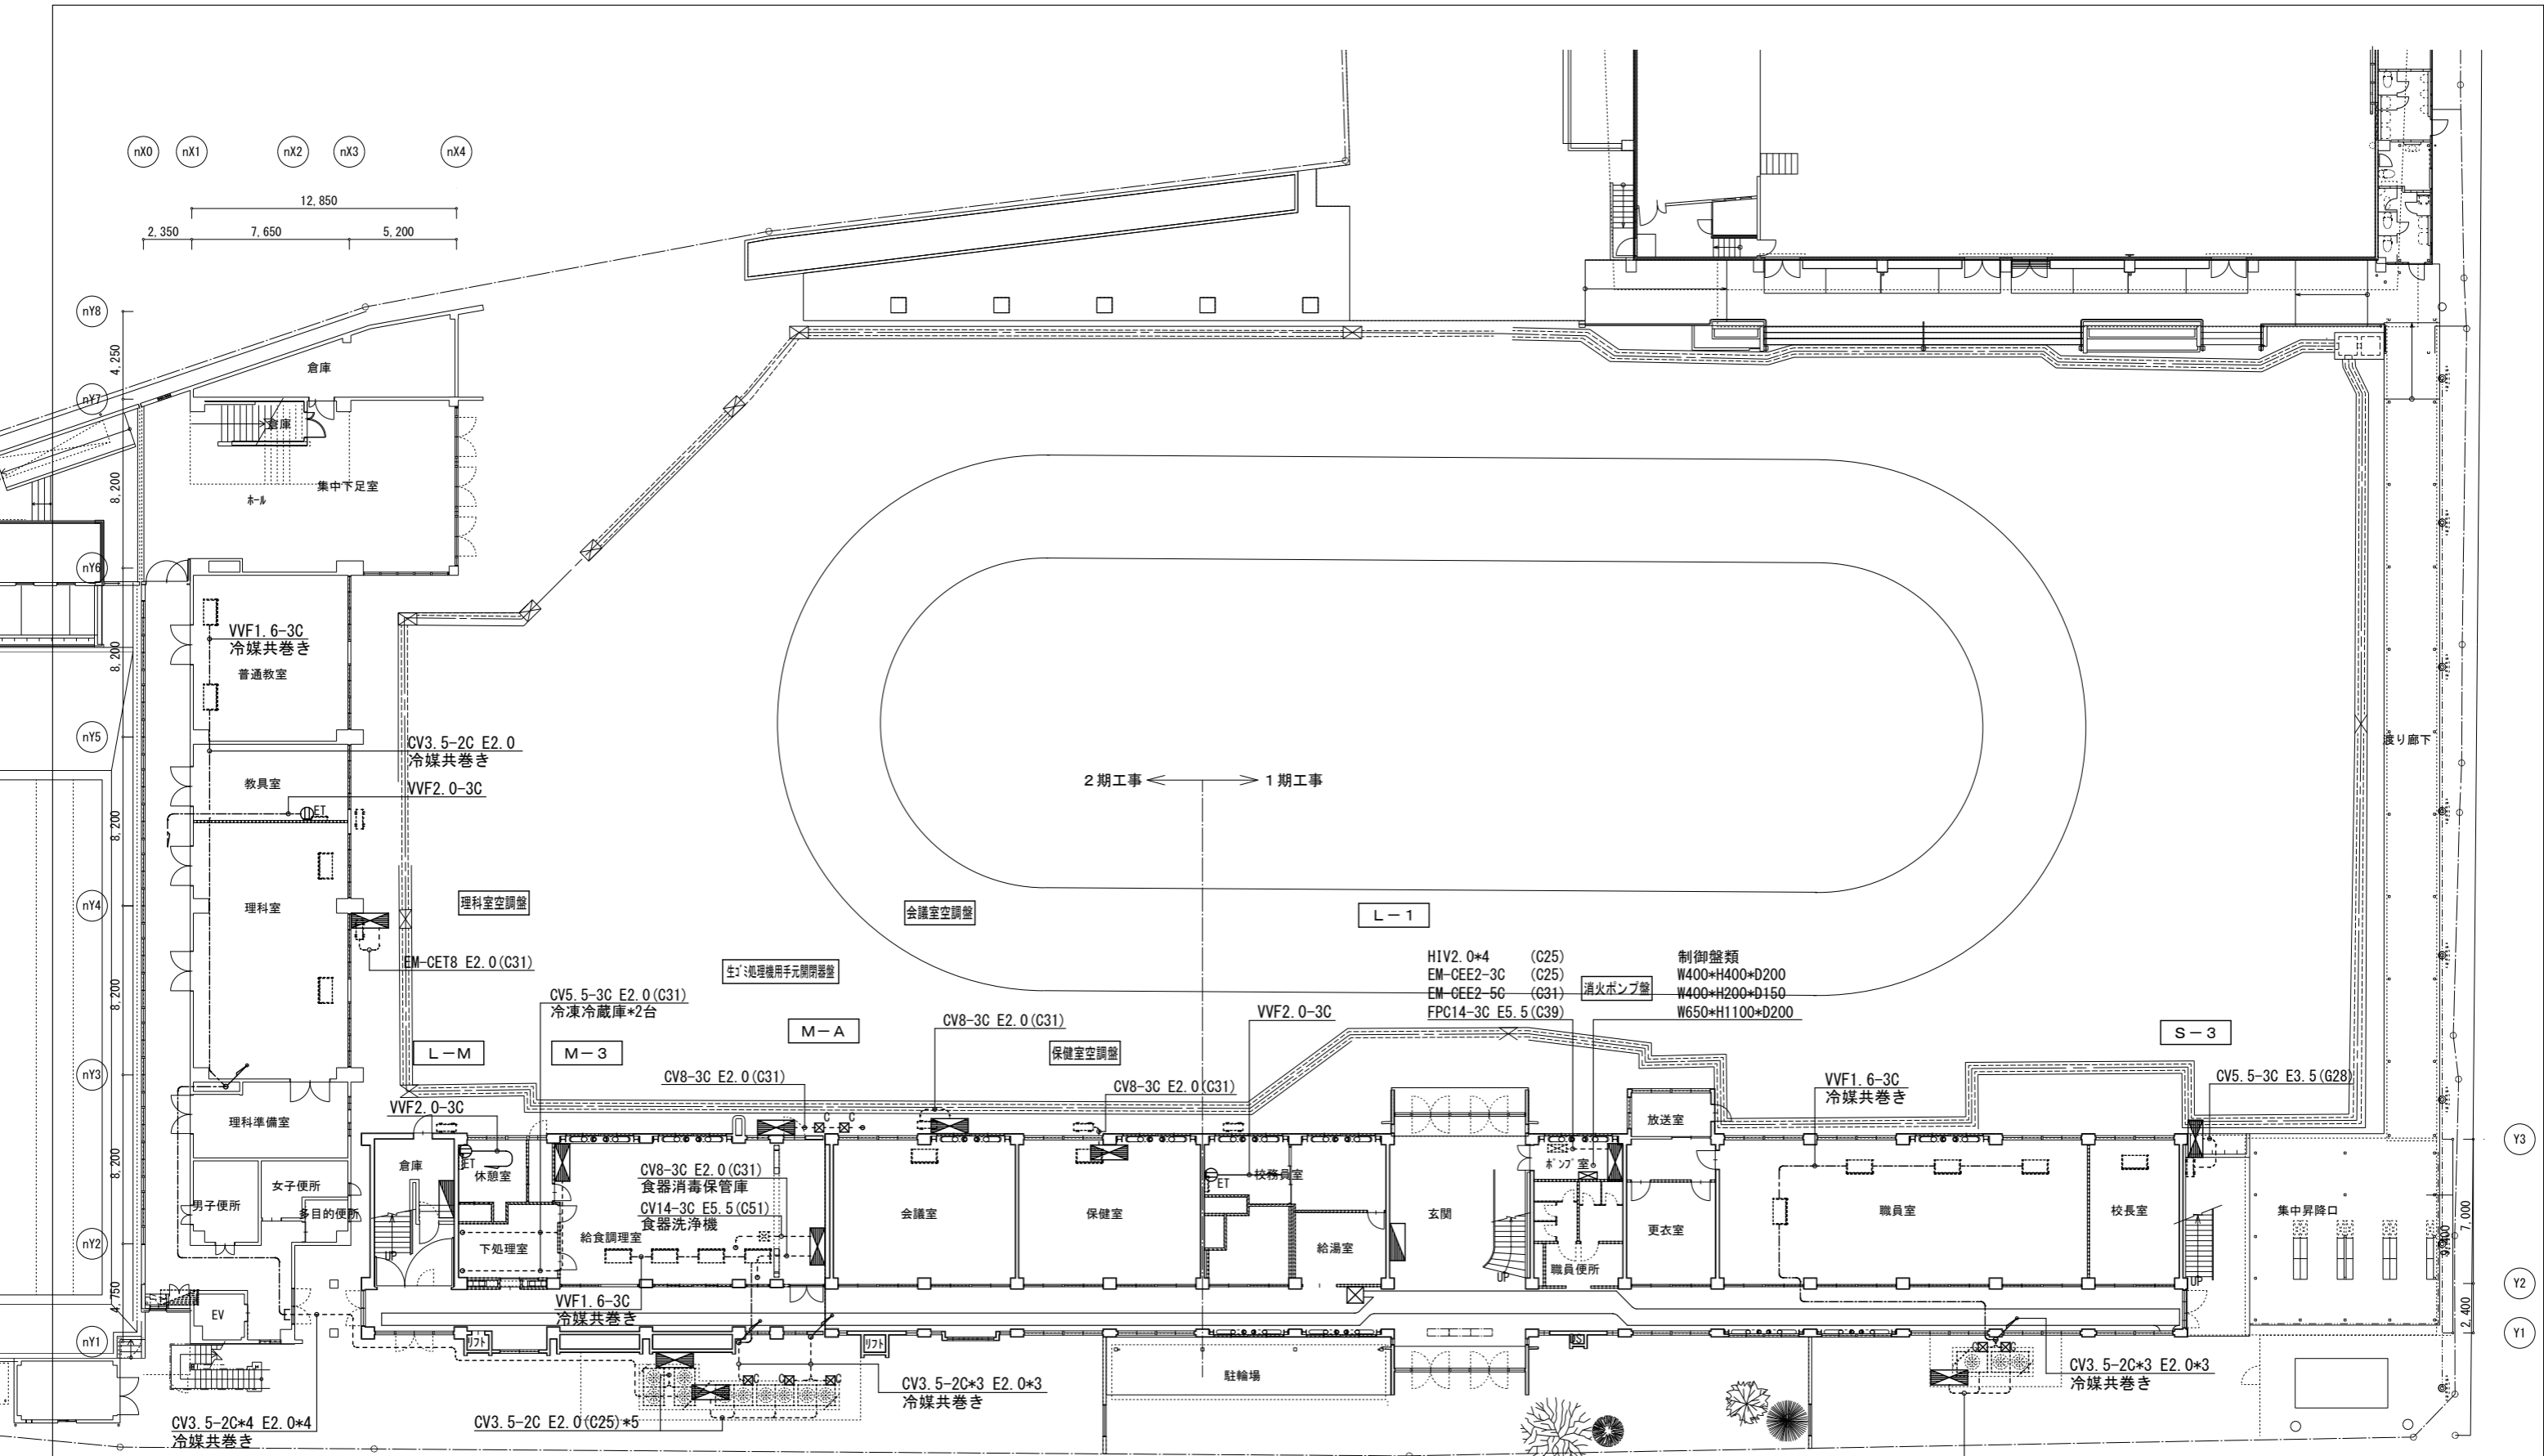 nX0 nX1 nX2 nX3 nX4
12,850
2,350 7,650 5,200
nY8
4,250
倉庫
nY7
倉庫
8,200
ホール
集中下足室
nY6
VVF1.6-3C
冷媒共巻き
8,200
普通教室
nY5
CV3.5-2C E2.0
冷媒共巻き
渡り廊下
2期工事 1期工事
教具室
VVF2.0-3C
ET
8,200
理科室空調盤
会議室空調盤
L－1
nY4
理科室
EM-CET8 E2.0(C31)
生ゴミ処理機用手元開閉器盤
HIV2.0*4 (C25)
EM-CEE2-3C (C25)
EM-CEE2-5C (C31)
FPC14-3C E5.5(C39)
消火ポンプ盤
制御盤類
W400*H400*D200
W400*H200*D150
W650*H1100*D200
8,200
CV5.5-3C E2.0(C31)
冷凍冷蔵庫*2台
CV8-3C E2.0(C31)
VVF2.0-3C
M－A
S－3
L－M
M－3
保健室空調盤
nY3
CV8-3C E2.0(C31)
CV8-3C E2.0(C31)
VVF1.6-3C
冷媒共巻き
CV5.5-3C E3.5(G28)
VVF2.0-3C
C C
理科準備室
放送室
Y3
8,200
倉庫
ET
休憩室
CV8-3C E2.0(C31)
食器消毒保管庫
校務員室
ET
ポンプ室
女子便所
男子便所
多目的便所
CV14-3C E5.5(C51)
食器洗浄機
会議室
保健室
玄関
職員室
校長室
集中昇降口
7,000
9,400
給食調理室
更衣室
nY2
UP
下処理室
給湯室
職員便所
UP
UP
Y2
4,750
VVF1.6-3C
冷媒共巻き
2,400
EV
nY1
リフト
リフト
Y1
駐輪場
CV3.5-2C*3 E2.0*3
冷媒共巻き
C C C
C C
CV3.5-2C*3 E2.0*3
冷媒共巻き
CV3.5-2C*4 E2.0*4
冷媒共巻き
CV3.5-2C E2.0(C25)*5